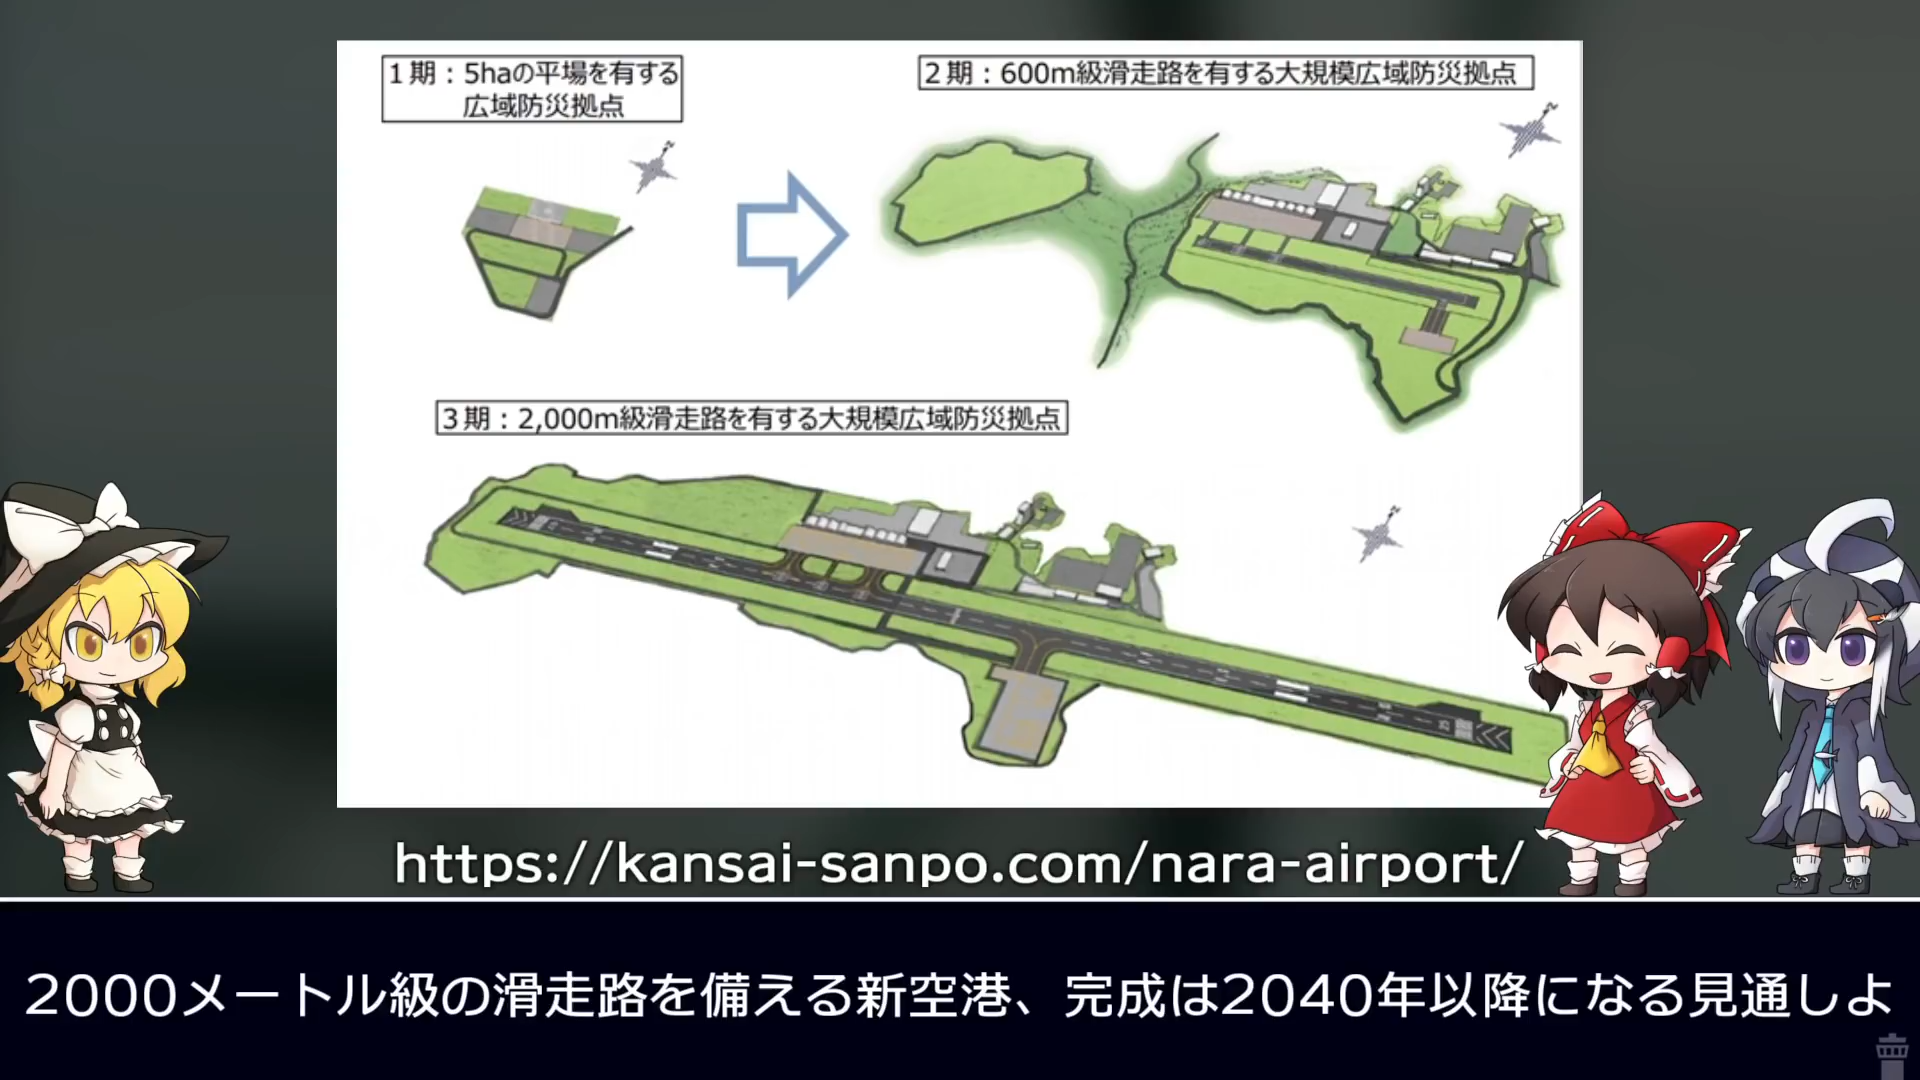 1期：5haの平場を有する
広域防災拠点
2期：600m級滑走路を有する大規模広域防災拠点
3期：2,000m級滑走路を有する大規模広域防災拠点
https://kansai-sanpo.com/nara-airport/
2000メートル級の滑走路を備える新空港、完成は2040年以降になる見通しよ